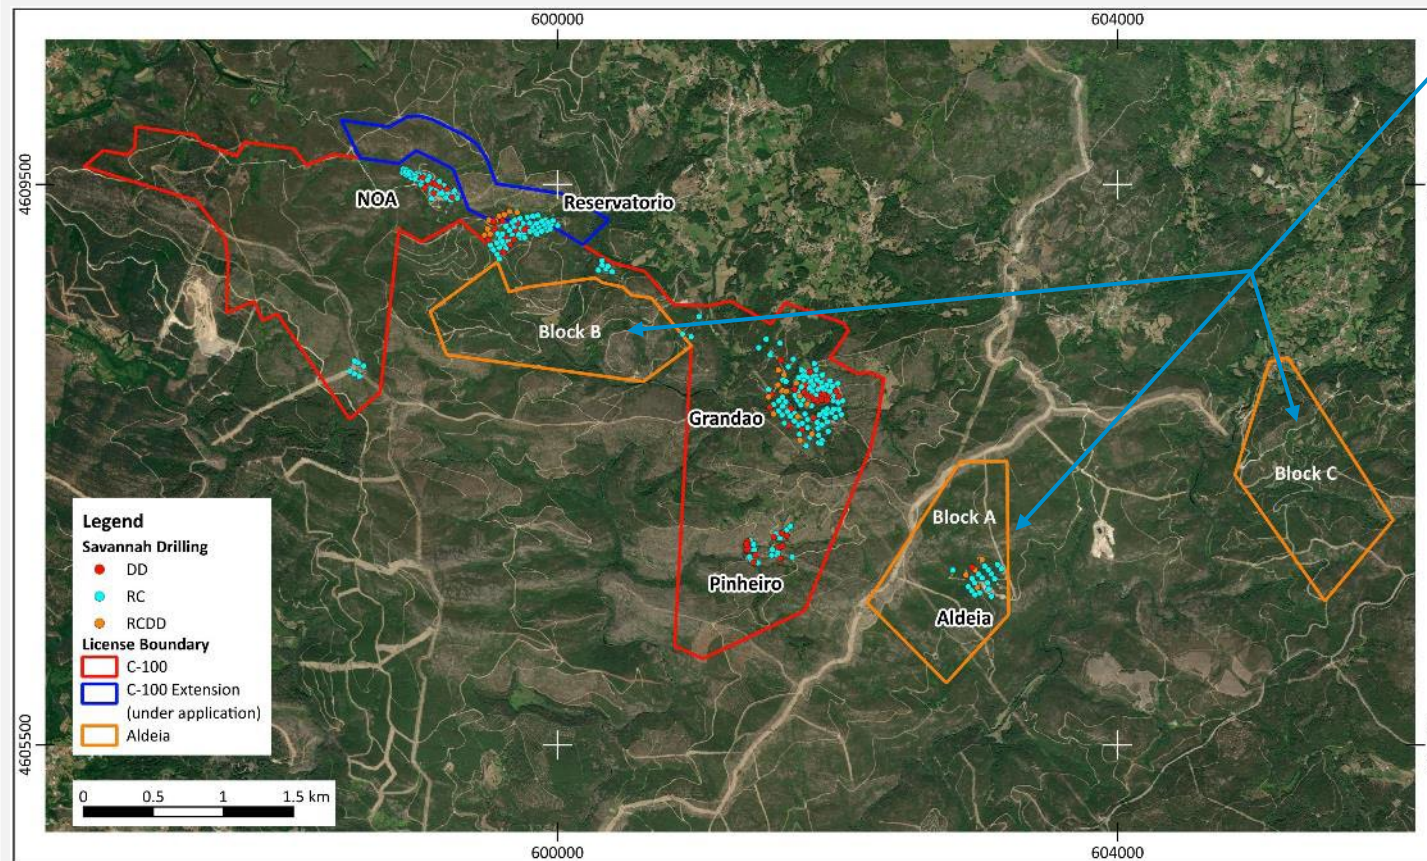 600000
604000
4609500
NOA
Reservatorio
Block B
Grandao
Block C
Block A
Pinheiro
Aldeia
Legend
Savannah Drilling
DD
RC
RCDD
License Boundary
C-100
C-100 Extension
(under application)
Aldeia
4605500
0 0.5 1 1.5 km
600000
604000